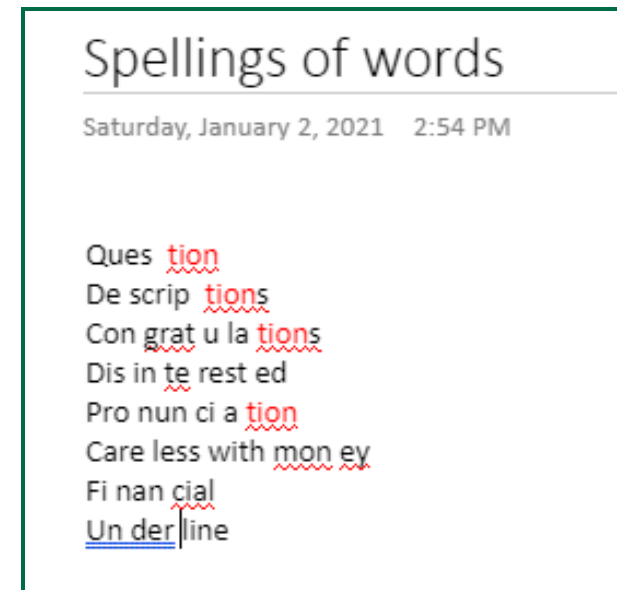 Spellings of words
Saturday, January 2, 2021 2:54 PM
Ques tion
De scrip tions
Con grat u la tions
Dis in te rest ed
Pro nun ci a tion
Care less with mon ey
Fi nan cial
Un der line